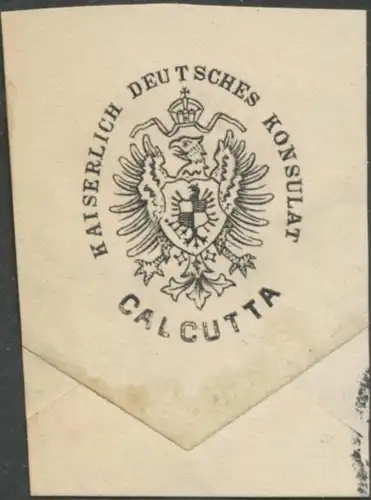 KAISERLICH DEUTSCHES KONSULAT
CALCUTTA